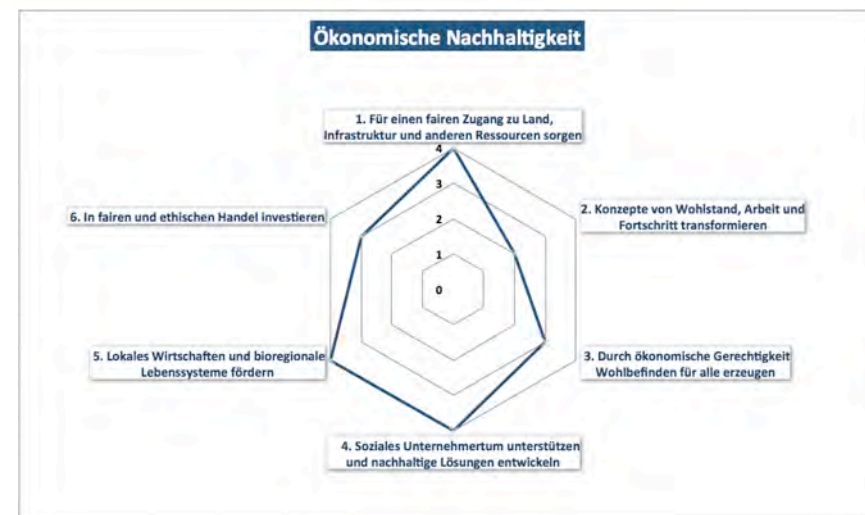 Ökonomische Nachhaltigkeit
1. Für einen fairen Zugang zu Land,
Infrastruktur und anderen Ressourcen sorgen
4
3
2
1
0
2. Konzepte von Wohlstand, Arbeit und
Fortschritt transformieren
3. Durch ökonomische Gerechtigkeit
Wohlbefinden für alle erzeugen
4. Soziales Unternehmertum unterstützen
und nachhaltige Lösungen entwickeln
5. Lokales Wirtschaften und bioregionale
Lebenssysteme fördern
6. In fairen und ethischen Handel investieren